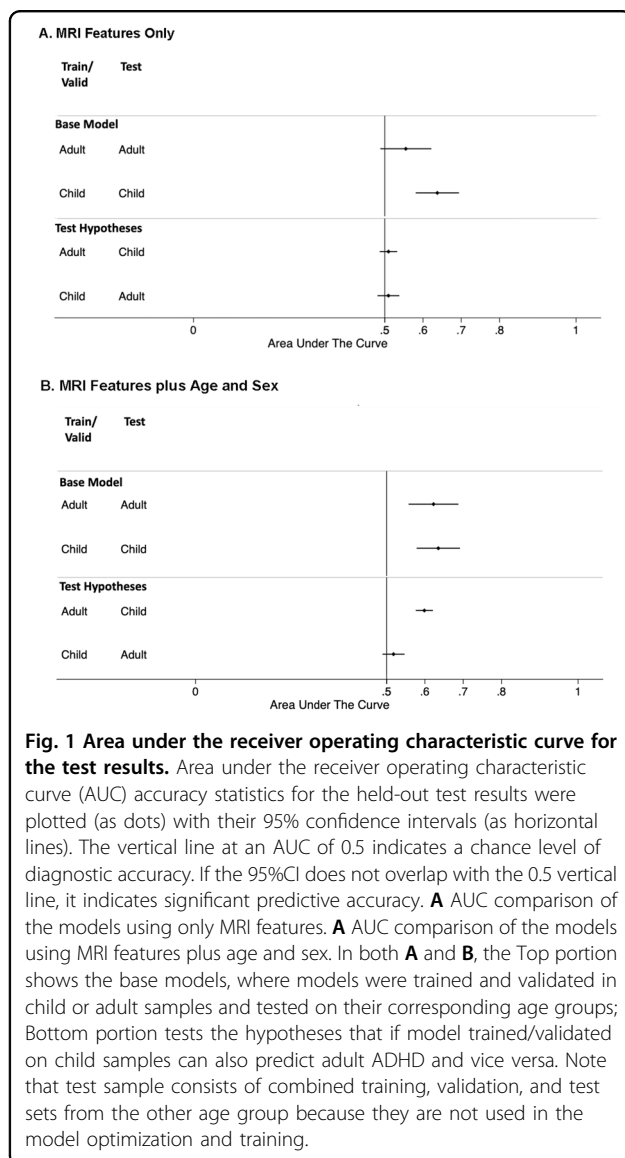 A. MRI Features Only
Train/ Test
Valid
Base Model
Adult Adult
Child Child
Test Hypotheses
Adult Child
Child Adult
0 .5 .6 .7 .8 1
Area Under The Curve
B. MRI Features plus Age and Sex
Train/ Test
Valid
Base Model
Adult Adult
Child Child
Test Hypotheses
Adult Child
Child Adult
0 .5 .6 .7 .8 1
Area Under The Curve
Fig. 1 Area under the receiver operating characteristic curve for
the test results. Area under the receiver operating characteristic
curve (AUC) accuracy statistics for the held-out test results were
plotted (as dots) with their 95% confidence intervals (as horizontal
lines). The vertical line at an AUC of 0.5 indicates a chance level of
diagnostic accuracy. If the 95%CI does not overlap with the 0.5 vertical
line, it indicates significant predictive accuracy. A AUC comparison of
the models using only MRI features. A AUC comparison of the models
using MRI features plus age and sex. In both A and B, the Top portion
shows the base models, where models were trained and validated in
child or adult samples and tested on their corresponding age groups;
Bottom portion tests the hypotheses that if model trained/validated
on child samples can also predict adult ADHD and vice versa. Note
that test sample consists of combined training, validation, and test
sets from the other age group because they are not used in the
model optimization and training.